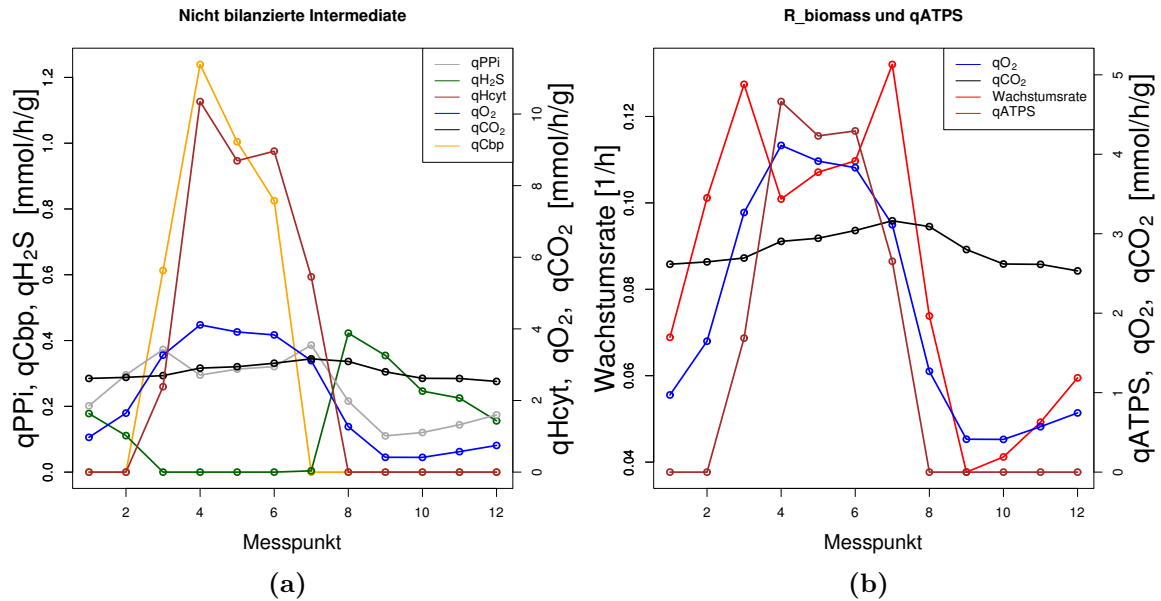 Nicht bilanzierte Intermediate
qPPi, qCbp, qH₂S [mmol/h/g]
0.0 0.2 0.4 0.6 0.8 1.0 1.2
qPPi
qH₂S
qHcyt
qO₂
qCO₂
qCbp
0 2 4 6 8 10
qHcyt, qO₂, qCO₂ [mmol/h/g]
2 4 6 8 10 12
Messpunkt
(a)
R_biomass und qATPS
Wachstumsrate [1/h]
0.04 0.06 0.08 0.10 0.12
qO₂
qCO₂
Wachstumsrate
qATPS
0 1 2 3 4 5
qATPS, qO₂, qCO₂ [mmol/h/g]
2 4 6 8 10 12
Messpunkt
(b)